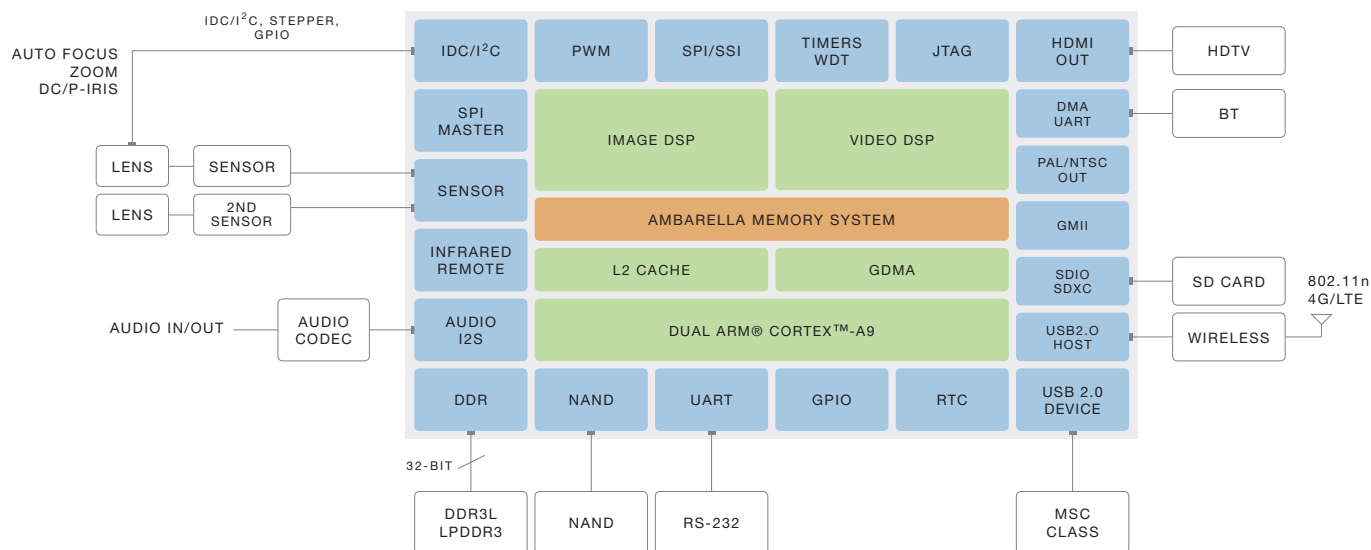 IDC/I²C, STEPPER,
GPIO
AUTO FOCUS
ZOOM
DC/P-IRIS
LENS
SENSOR
LENS
2ND
SENSOR
AUDIO IN/OUT
AUDIO
CODEC
IDC/I²C
PWM
SPI/SSI
TIMERS
WDT
JTAG
HDMI
OUT
SPI
MASTER
IMAGE DSP
VIDEO DSP
DMA
UART
PAL/NTSC
OUT
SENSOR
AMBARELLA MEMORY SYSTEM
GMII
INFRARED
REMOTE
L2 CACHE
GDMA
SDIO
SDXC
AUDIO
I2S
DUAL ARM® CORTEX™-A9
USB2.O
HOST
DDR
NAND
UART
GPIO
RTC
USB 2.0
DEVICE
HDTV
BT
SD CARD
802.11n
4G/LTE
WIRELESS
32-BIT
DDR3L
LPDDR3
NAND
RS-232
MSC
CLASS